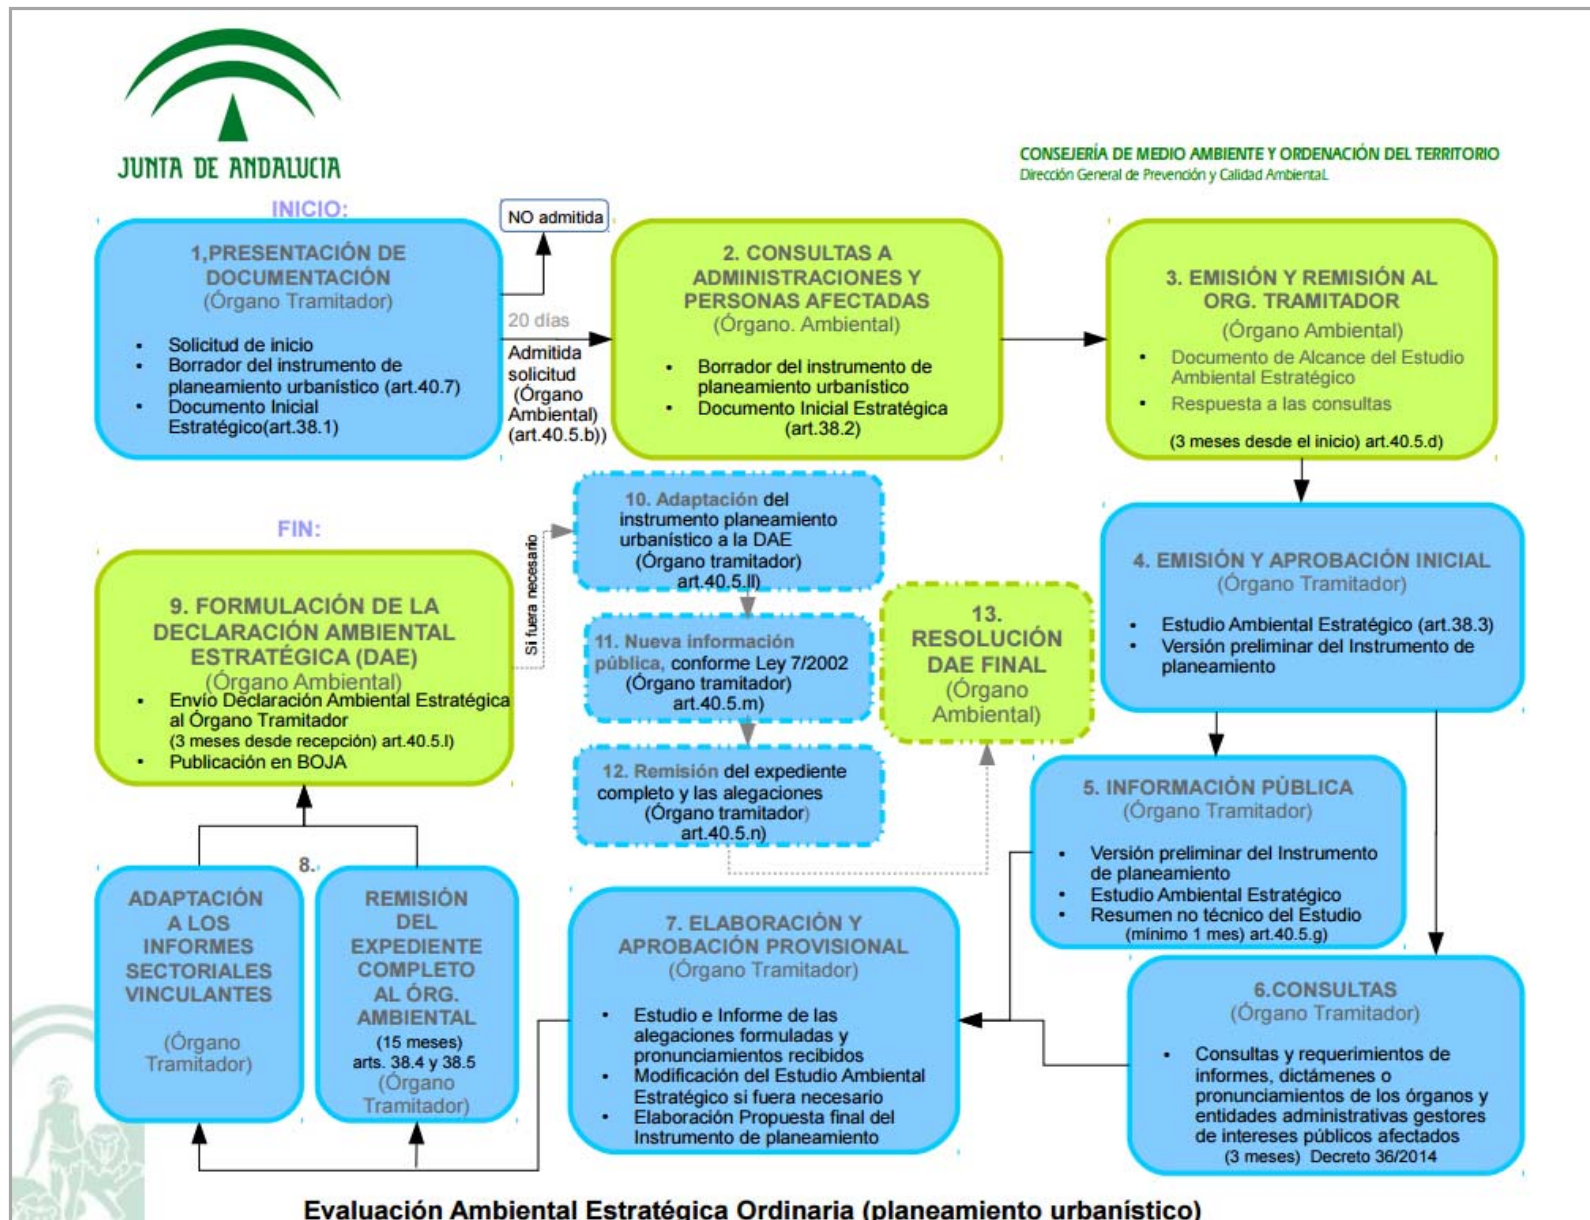 JUNTA DE ANDALUCIA
CONSEJERÍA DE MEDIO AMBIENTE Y ORDENACIÓN DEL TERRITORIO
Dirección General de Prevención y Calidad Ambiental.
INICIO:
1,PRESENTACIÓN DE
DOCUMENTACIÓN
(Órgano Tramitador)
• Solicitud de inicio
• Borrador del instrumento de
planeamiento urbanístico (art.40.7)
• Documento Inicial
Estratégico(art.38.1)
NO admitida
20 días
Admitida
solicitud
(Órgano
Ambiental)
(art.40.5.b))
2. CONSULTAS A
ADMINISTRACIONES Y
PERSONAS AFECTADAS
(Órgano. Ambiental)
• Borrador del instrumento de
planeamiento urbanístico
• Documento Inicial Estratégica
(art.38.2)
3. EMISIÓN Y REMISIÓN AL
ORG. TRAMITADOR
(Órgano Ambiental)
• Documento de Alcance del Estudio
Ambiental Estratégico
• Respuesta a las consultas
(3 meses desde el inicio) art.40.5.d)
4. EMISIÓN Y APROBACIÓN INICIAL
(Órgano Tramitador)
• Estudio Ambiental Estratégico (art.38.3)
• Versión preliminar del Instrumento de
planeamiento
5. INFORMACIÓN PÚBLICA
(Órgano Tramitador)
• Versión preliminar del Instrumento
de planeamiento
• Estudio Ambiental Estratégico
• Resumen no técnico del Estudio
(mínimo 1 mes) art.40.5.g)
6.CONSULTAS
(Órgano Tramitador)
• Consultas y requerimientos de
informes, dictámenes o
pronunciamientos de los órganos y
entidades administrativas gestores
de intereses públicos afectados
(3 meses) Decreto 36/2014
7. ELABORACIÓN Y
APROBACIÓN PROVISIONAL
(Órgano Tramitador)
• Estudio e Informe de las
alegaciones formuladas y
pronunciamientos recibidos
• Modificación del Estudio Ambiental
Estratégico si fuera necesario
• Elaboración Propuesta final del
Instrumento de planeamiento
8.
ADAPTACIÓN
A LOS
INFORMES
SECTORIALES
VINCULANTES
(Órgano
Tramitador)
REMISIÓN
DEL
EXPEDIENTE
COMPLETO
AL ÓRG.
AMBIENTAL
(15 meses)
arts. 38.4 y 38.5
(Órgano
Tramitador)
FIN:
9. FORMULACIÓN DE LA
DECLARACIÓN AMBIENTAL
ESTRATÉGICA (DAE)
(Órgano Ambiental)
• Envío Declaración Ambiental Estratégica
al Órgano Tramitador
(3 meses desde recepción) art.40.5.l)
• Publicación en BOJA
Si fuera necesario
10. Adaptación del
instrumento planeamiento
urbanístico a la DAE
(Órgano tramitador)
art.40.5.ll)
11. Nueva información
pública, conforme Ley 7/2002
(Órgano tramitador)
art.40.5.m)
12. Remisión del expediente
completo y las alegaciones
(Órgano tramitador)
art.40.5.n)
13.
RESOLUCIÓN
DAE FINAL
(Órgano
Ambiental)
Evaluación Ambiental Estratégica Ordinaria (planeamiento urbanístico)